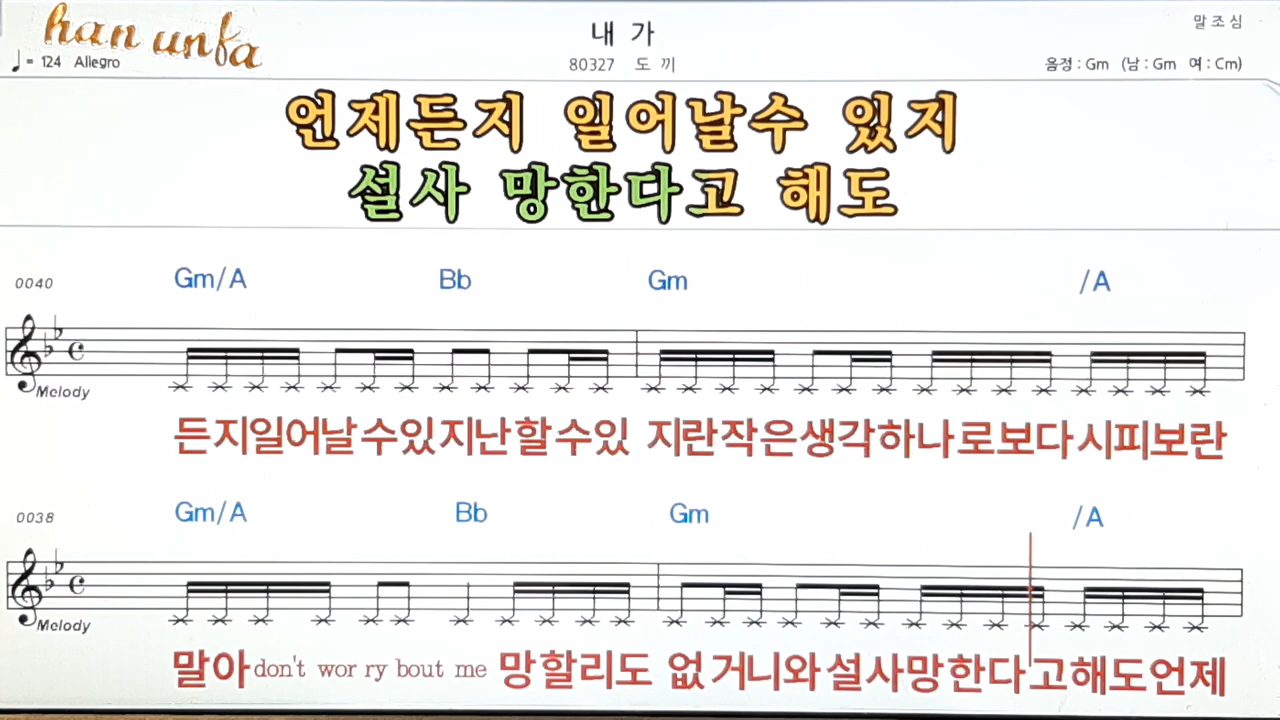 han unfa
내 가
말 조 심
♩= 124 Allegro
80327 도 끼
음정 : Gm (남 : Gm 여 : Cm)
언제든지 일어날수 있지
설사 망한다고 해도
0040
Gm/A Bb Gm /A
Melody
든지일어날수있지난할수있 지란작은생각하나로보다시피보란
0038
Gm/A Bb Gm /A
Melody
말아don't wor ry bout me 망할리도 없거니와설사망한다고해도언제